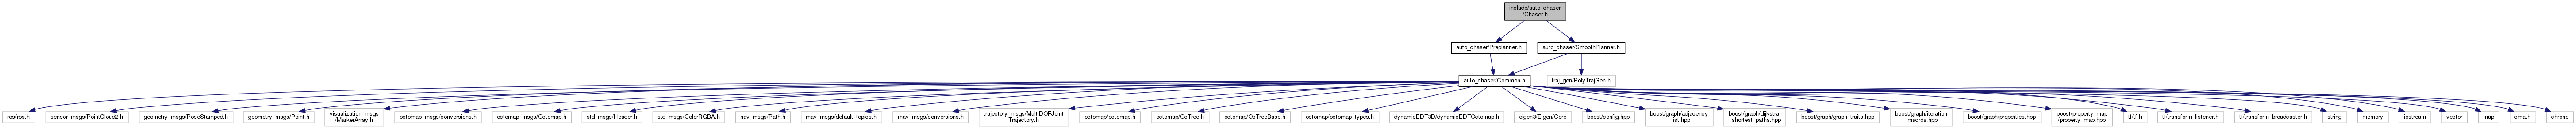 include/auto_chaser
/Chaser.h
auto_chaser/Preplanner.h
auto_chaser/SmoothPlanner.h
auto_chaser/Common.h
traj_gen/PolyTrajGen.h
ros/ros.h
sensor_msgs/PointCloud2.h
geometry_msgs/PoseStamped.h
geometry_msgs/Point.h
visualization_msgs
/MarkerArray.h
octomap_msgs/conversions.h
octomap_msgs/Octomap.h
std_msgs/Header.h
std_msgs/ColorRGBA.h
nav_msgs/Path.h
mav_msgs/default_topics.h
mav_msgs/conversions.h
trajectory_msgs/MultiDOFJoint
Trajectory.h
octomap/octomap.h
octomap/OcTree.h
octomap/OcTreeBase.h
octomap/octomap_types.h
dynamicEDT3D/dynamicEDTOctomap.h
eigen3/Eigen/Core
boost/config.hpp
boost/graph/adjacency
_list.hpp
boost/graph/dijkstra
_shortest_paths.hpp
boost/graph/graph_traits.hpp
boost/graph/iteration
_macros.hpp
boost/graph/properties.hpp
boost/property_map
/property_map.hpp
tf/tf.h
tf/transform_listener.h
tf/transform_broadcaster.h
string
memory
iostream
vector
map
cmath
chrono